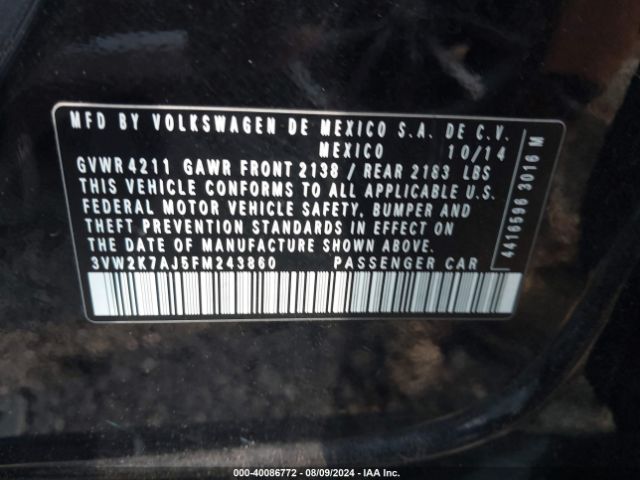 MFD BY VOLKSWAGEN DE MEXICO S.A. DE C.V.
MEXICO 10/14
GVWR 4211 GAWR FRONT 2138 / REAR 2183 LBS
THIS VEHICLE CONFORMS TO ALL APPLICABLE U.S.
FEDERAL MOTOR VEHICLE SAFETY, BUMPER AND
THEFT PREVENTION STANDARDS IN EFFECT ON
THE DATE OF MANUFACTURE SHOWN ABOVE.
3VW2K7AJ5FM243860 PASSENGER CAR
4416596 3016 M
000-40086772 - 08/09/2024 - IAA Inc.